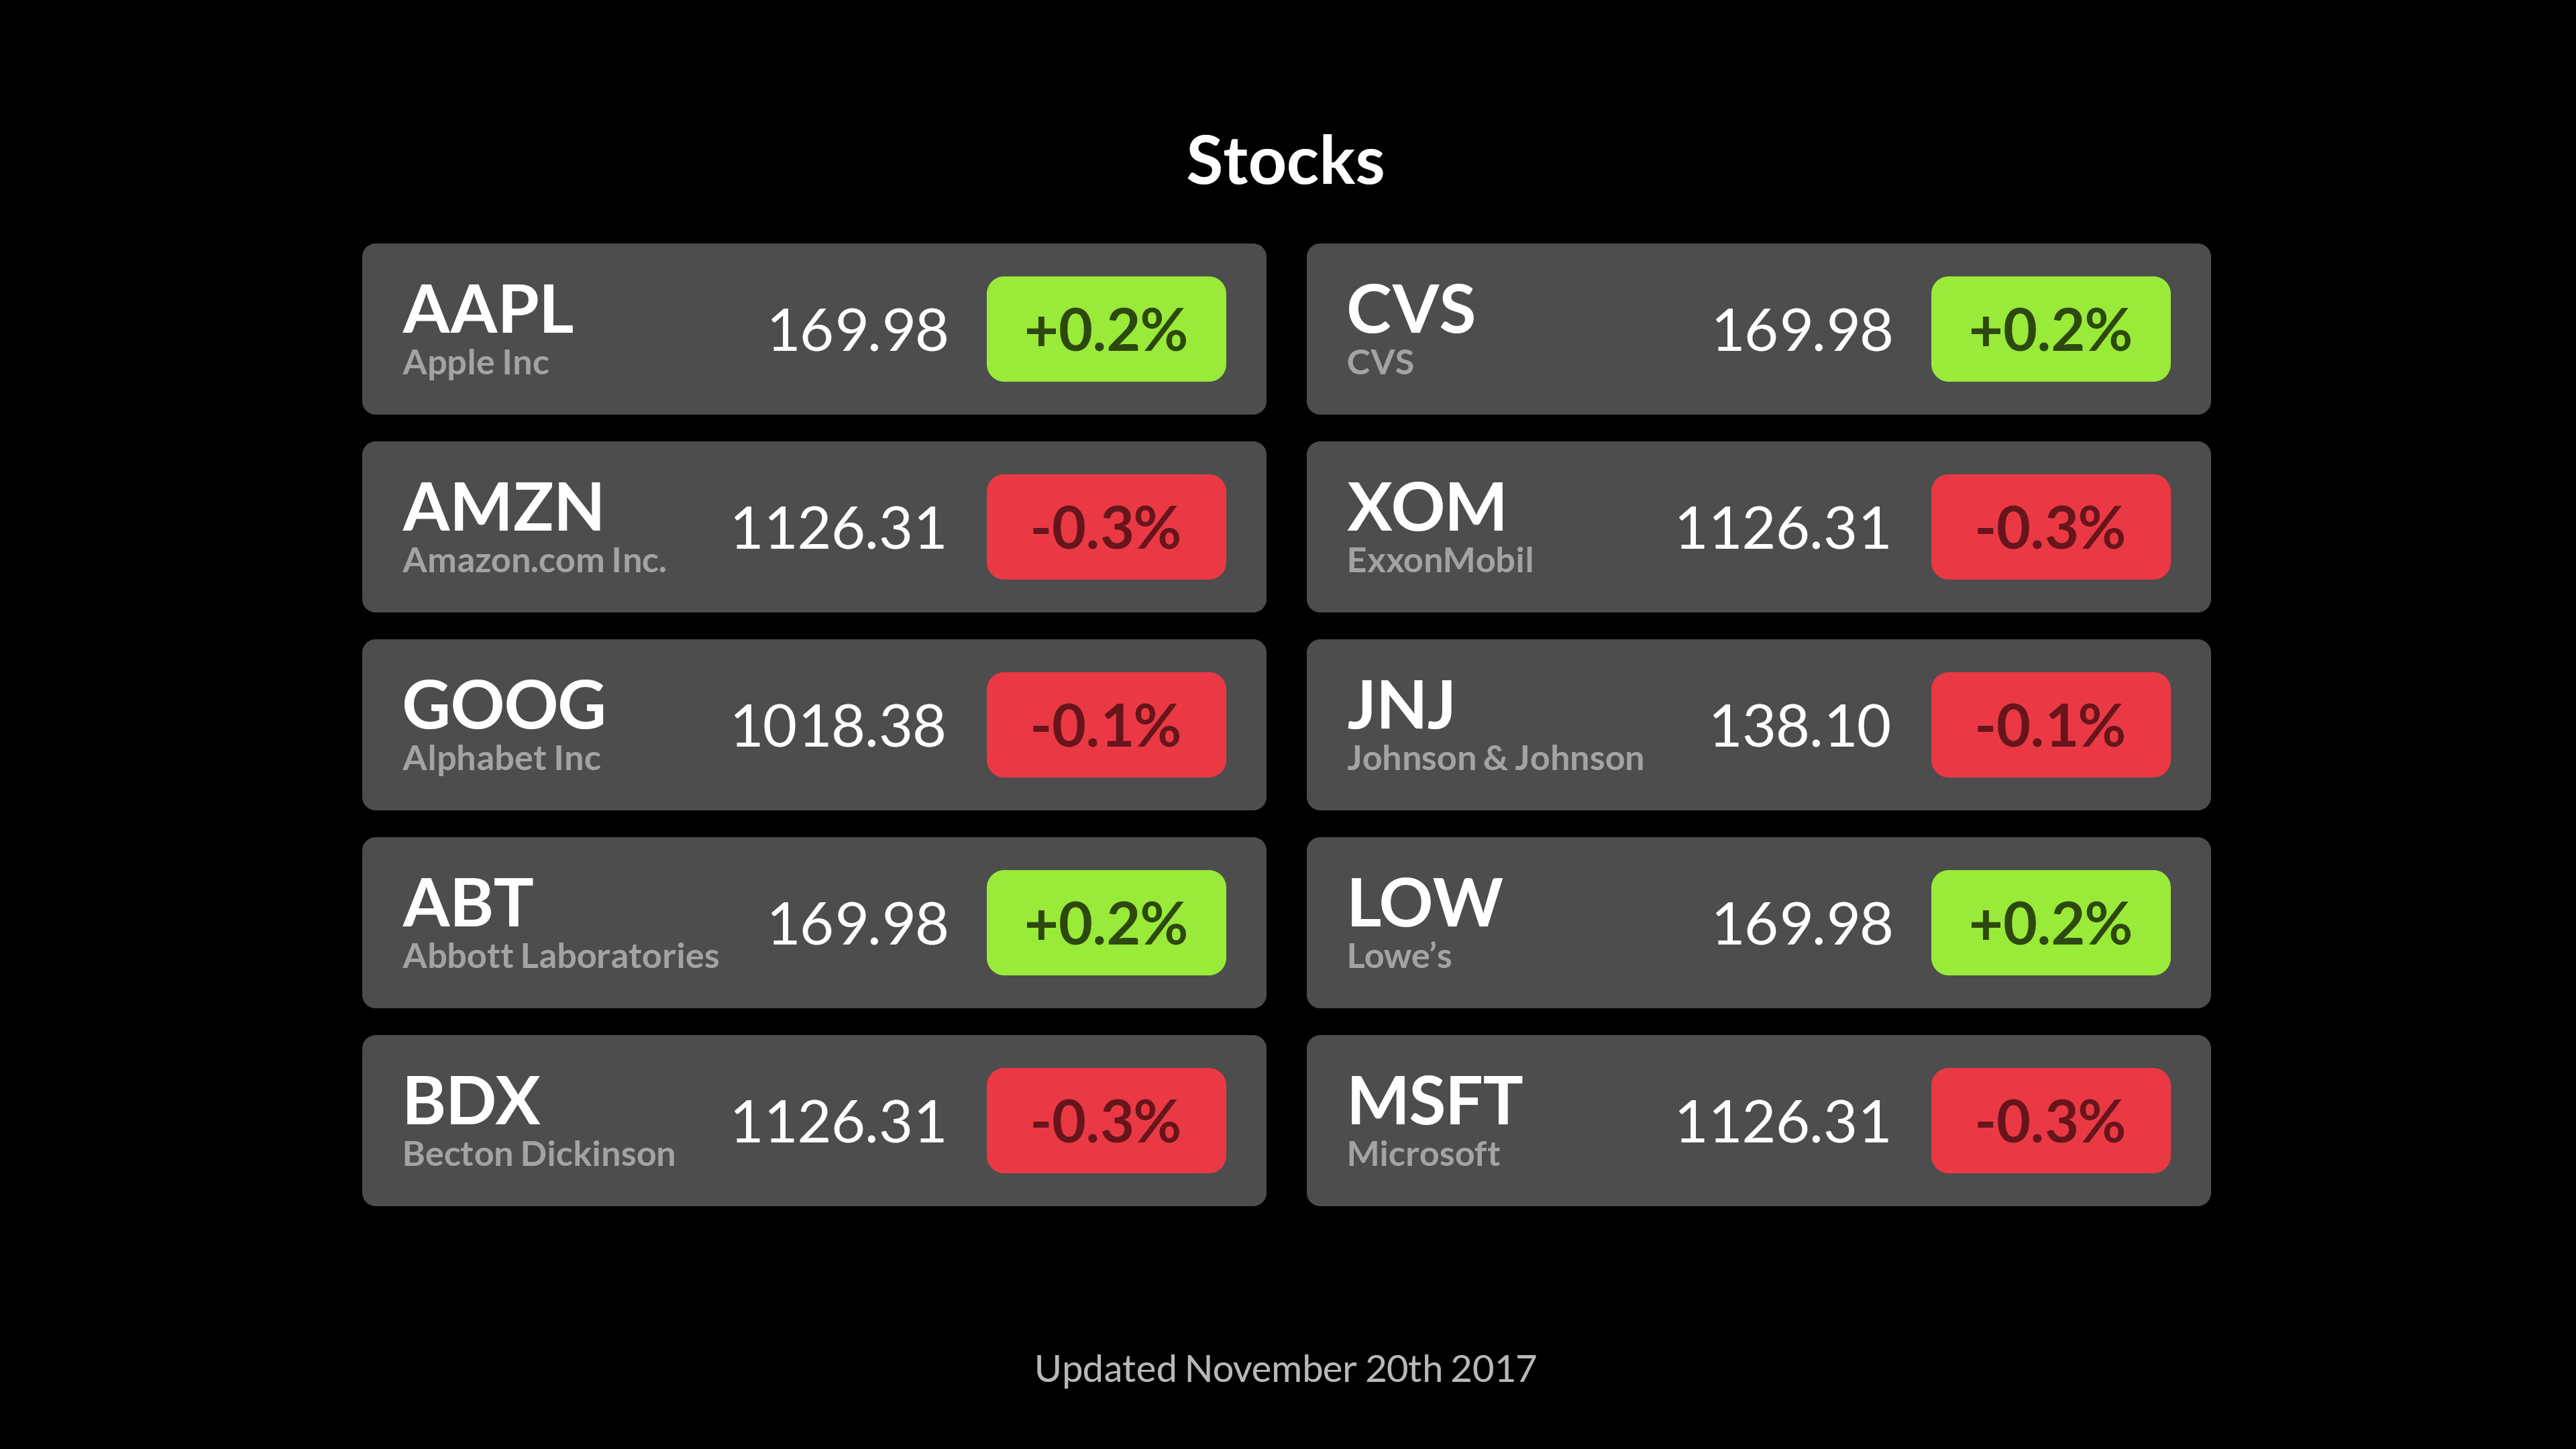 Stocks
AAPL
Apple Inc
169.98
+0.2%
AMZN
Amazon.com Inc.
1126.31
-0.3%
GOOG
Alphabet Inc
1018.38
-0.1%
ABT
Abbott Laboratories
169.98
+0.2%
BDX
Becton Dickinson
1126.31
-0.3%
CVS
CVS
169.98
+0.2%
XOM
ExxonMobil
1126.31
-0.3%
JNJ
Johnson & Johnson
138.10
-0.1%
LOW
Lowe’s
169.98
+0.2%
MSFT
Microsoft
1126.31
-0.3%
Updated November 20th 2017